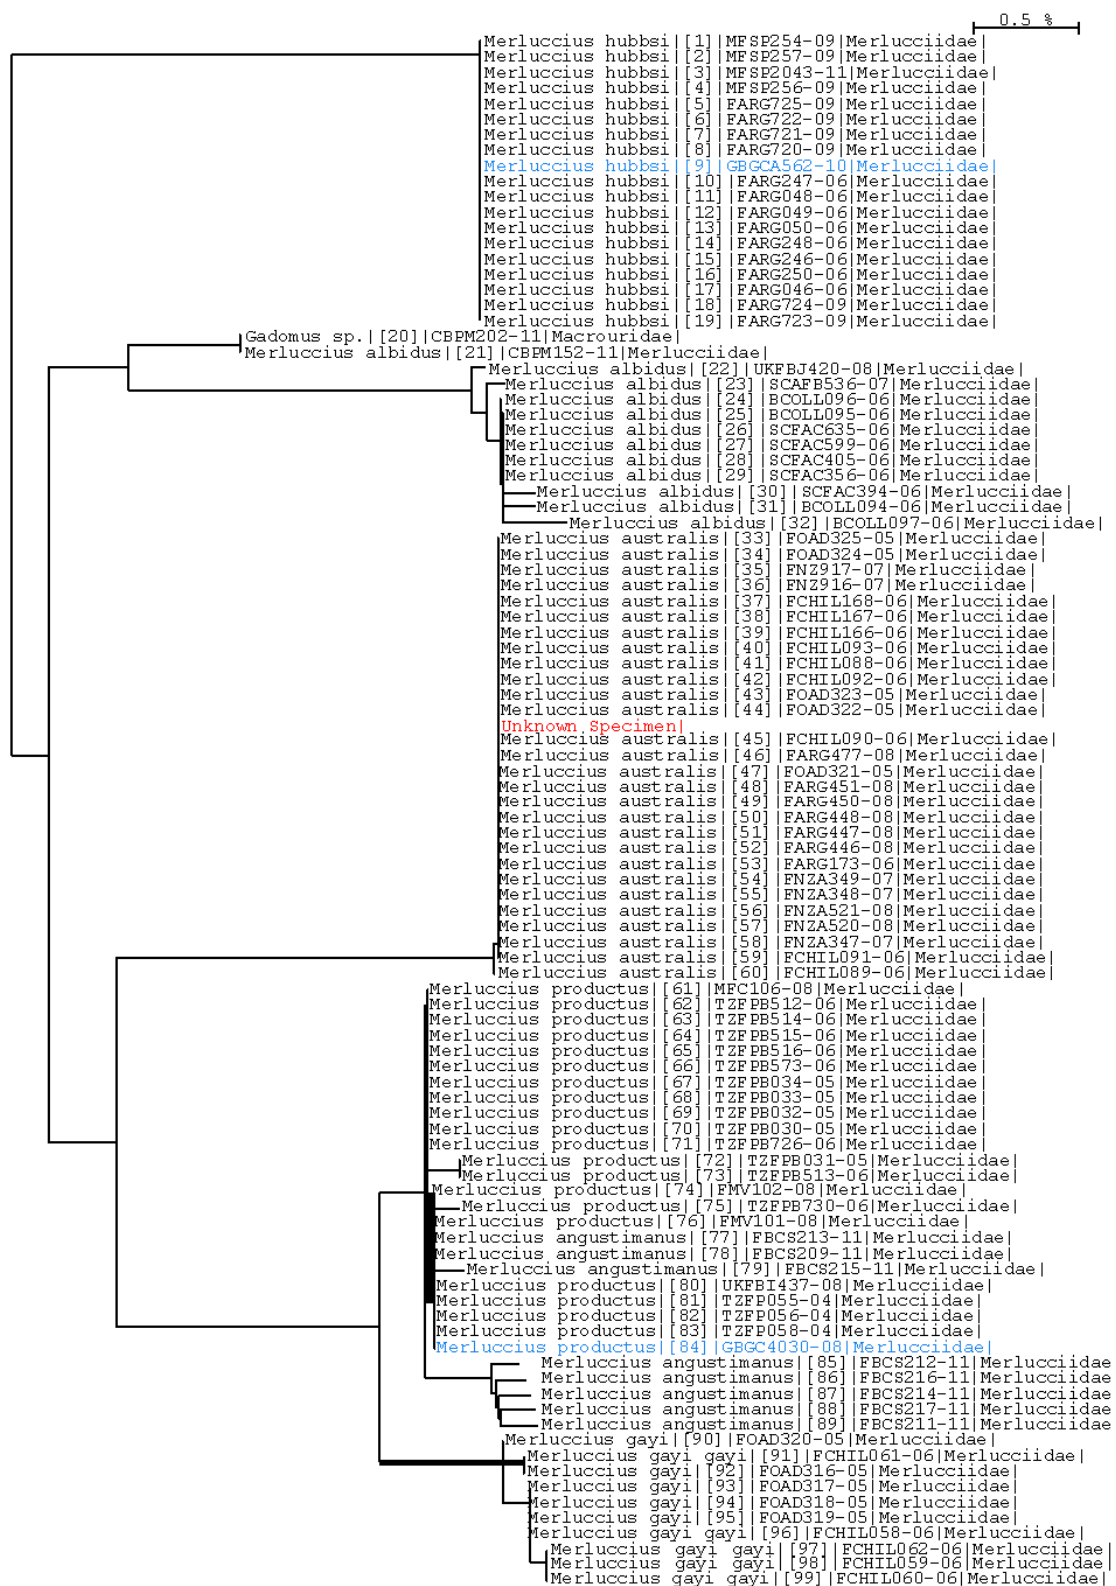 0.5 %
Merluccius hubbsi|[1]|MFSP254-09|Merlucciidae|
Merluccius hubbsi|[2]|MFSP257-09|Merlucciidae|
Merluccius hubbsi|[3]|MFSP2043-11|Merlucciidae|
Merluccius hubbsi|[4]|MFSP256-09|Merlucciidae|
Merluccius hubbsi|[5]|FARG725-09|Merlucciidae|
Merluccius hubbsi|[6]|FARG722-09|Merlucciidae|
Merluccius hubbsi|[7]|FARG721-09|Merlucciidae|
Merluccius hubbsi|[8]|FARG720-09|Merlucciidae|
Merluccius hubbsi|[9]|GBGCA562-10|Merlucciidae|
Merluccius hubbsi|[10]|FARG247-06|Merlucciidae|
Merluccius hubbsi|[11]|FARG048-06|Merlucciidae|
Merluccius hubbsi|[12]|FARG049-06|Merlucciidae|
Merluccius hubbsi|[13]|FARG050-06|Merlucciidae|
Merluccius hubbsi|[14]|FARG248-06|Merlucciidae|
Merluccius hubbsi|[15]|FARG246-06|Merlucciidae|
Merluccius hubbsi|[16]|FARG250-06|Merlucciidae|
Merluccius hubbsi|[17]|FARG046-06|Merlucciidae|
Merluccius hubbsi|[18]|FARG724-09|Merlucciidae|
Merluccius hubbsi|[19]|FARG723-09|Merlucciidae|
Gadomus sp.|[20]|CBPM202-11|Macrouridae|
Merluccius albidus|[21]|CBPM152-11|Merlucciidae|
Merluccius albidus|[22]|UKFBJ420-08|Merlucciidae|
Merluccius albidus|[23]|SCAFB536-07|Merlucciidae|
Merluccius albidus|[24]|BCOLL096-06|Merlucciidae|
Merluccius albidus|[25]|BCOLL095-06|Merlucciidae|
Merluccius albidus|[26]|SCFAC635-06|Merlucciidae|
Merluccius albidus|[27]|SCFAC599-06|Merlucciidae|
Merluccius albidus|[28]|SCFAC405-06|Merlucciidae|
Merluccius albidus|[29]|SCFAC356-06|Merlucciidae|
Merluccius albidus|[30]|SCFAC394-06|Merlucciidae|
Merluccius albidus|[31]|BCOLL094-06|Merlucciidae|
Merluccius albidus|[32]|BCOLL097-06|Merlucciidae|
Merluccius australis|[33]|FOAD325-05|Merlucciidae|
Merluccius australis|[34]|FOAD324-05|Merlucciidae|
Merluccius australis|[35]|FNZ917-07|Merlucciidae|
Merluccius australis|[36]|FNZ916-07|Merlucciidae|
Merluccius australis|[37]|FCHIL168-06|Merlucciidae|
Merluccius australis|[38]|FCHIL167-06|Merlucciidae|
Merluccius australis|[39]|FCHIL166-06|Merlucciidae|
Merluccius australis|[40]|FCHIL093-06|Merlucciidae|
Merluccius australis|[41]|FCHIL088-06|Merlucciidae|
Merluccius australis|[42]|FCHIL092-06|Merlucciidae|
Merluccius australis|[43]|FOAD323-05|Merlucciidae|
Merluccius australis|[44]|FOAD322-05|Merlucciidae|
Unknown Specimen|
Merluccius australis|[45]|FCHIL090-06|Merlucciidae|
Merluccius australis|[46]|FARG477-08|Merlucciidae|
Merluccius australis|[47]|FOAD321-05|Merlucciidae|
Merluccius australis|[48]|FARG451-08|Merlucciidae|
Merluccius australis|[49]|FARG450-08|Merlucciidae|
Merluccius australis|[50]|FARG448-08|Merlucciidae|
Merluccius australis|[51]|FARG447-08|Merlucciidae|
Merluccius australis|[52]|FARG446-08|Merlucciidae|
Merluccius australis|[53]|FARG173-06|Merlucciidae|
Merluccius australis|[54]|FNZA349-07|Merlucciidae|
Merluccius australis|[55]|FNZA348-07|Merlucciidae|
Merluccius australis|[56]|FNZA521-08|Merlucciidae|
Merluccius australis|[57]|FNZA520-08|Merlucciidae|
Merluccius australis|[58]|FNZA347-07|Merlucciidae|
Merluccius australis|[59]|FCHIL091-06|Merlucciidae|
Merluccius australis|[60]|FCHIL089-06|Merlucciidae|
Merluccius productus|[61]|MFC106-08|Merlucciidae|
Merluccius productus|[62]|TZFPB512-06|Merlucciidae|
Merluccius productus|[63]|TZFPB514-06|Merlucciidae|
Merluccius productus|[64]|TZFPB515-06|Merlucciidae|
Merluccius productus|[65]|TZFPB516-06|Merlucciidae|
Merluccius productus|[66]|TZFPB573-06|Merlucciidae|
Merluccius productus|[67]|TZFPB034-05|Merlucciidae|
Merluccius productus|[68]|TZFPB033-05|Merlucciidae|
Merluccius productus|[69]|TZFPB032-05|Merlucciidae|
Merluccius productus|[70]|TZFPB030-05|Merlucciidae|
Merluccius productus|[71]|TZFPB726-06|Merlucciidae|
Merluccius productus|[72]|TZFPB031-05|Merlucciidae|
Merluccius productus|[73]|TZFPB513-06|Merlucciidae|
Merluccius productus|[74]|FMV102-08|Merlucciidae|
Merluccius productus|[75]|TZFPB730-06|Merlucciidae|
Merluccius productus|[76]|FMV101-08|Merlucciidae|
Merluccius angustimanus|[77]|FBCS213-11|Merlucciidae|
Merluccius angustimanus|[78]|FBCS209-11|Merlucciidae|
Merluccius angustimanus|[79]|FBCS215-11|Merlucciidae|
Merluccius productus|[80]|UKFBI437-08|Merlucciidae|
Merluccius productus|[81]|TZFP055-04|Merlucciidae|
Merluccius productus|[82]|TZFP056-04|Merlucciidae|
Merluccius productus|[83]|TZFP058-04|Merlucciidae|
Merluccius productus|[84]|GBGC4030-08|Merlucciidae|
Merluccius angustimanus|[85]|FBCS212-11|Merlucciidae
Merluccius angustimanus|[86]|FBCS216-11|Merlucciidae
Merluccius angustimanus|[87]|FBCS214-11|Merlucciidae
Merluccius angustimanus|[88]|FBCS217-11|Merlucciidae
Merluccius angustimanus|[89]|FBCS211-11|Merlucciidae
Merluccius gayi|[90]|FOAD320-05|Merlucciidae|
Merluccius gayi gayi|[91]|FCHIL061-06|Merlucciidae|
Merluccius gayi|[92]|FOAD316-05|Merlucciidae|
Merluccius gayi|[93]|FOAD317-05|Merlucciidae|
Merluccius gayi|[94]|FOAD318-05|Merlucciidae|
Merluccius gayi|[95]|FOAD319-05|Merlucciidae|
Merluccius gayi gayi|[96]|FCHIL058-06|Merlucciidae|
Merluccius gayi gayi|[97]|FCHIL062-06|Merlucciidae|
Merluccius gayi gayi|[98]|FCHIL059-06|Merlucciidae|
Merluccius gayi gayi|[99]|FCHIL060-06|Merlucciidae|